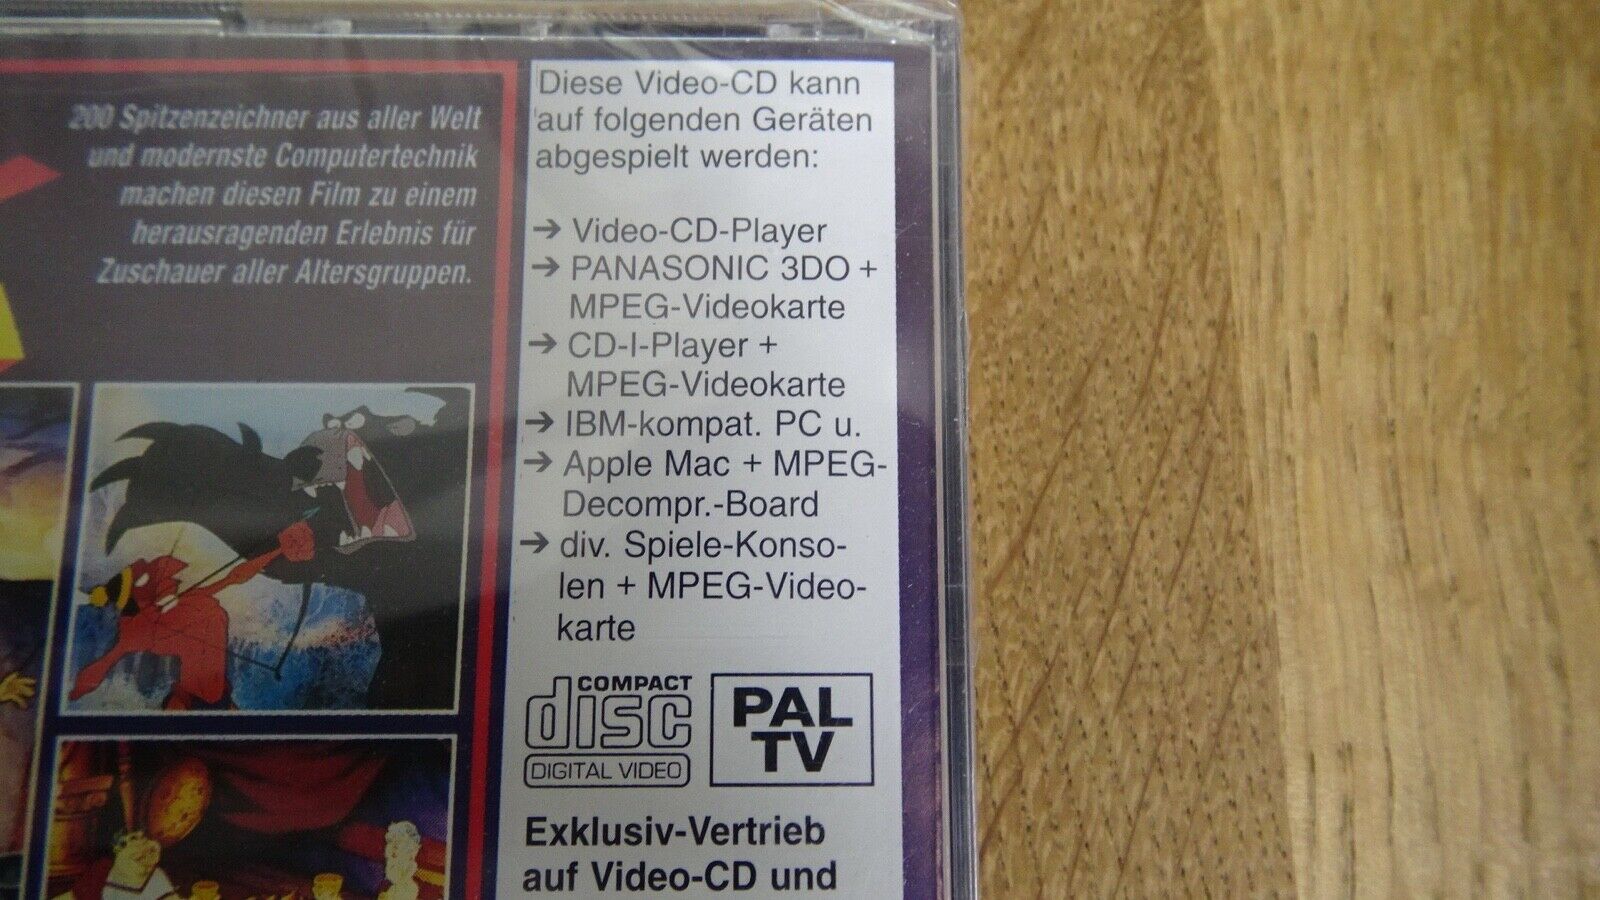 200 Spitzenzeichner aus aller Welt
und modernste Computertechnik
machen diesen Film zu einem
herausragenden Erlebnis für
Zuschauer aller Altersgruppen.
Diese Video-CD kann
auf folgenden Geräten
abgespielt werden:
→ Video-CD-Player
→ PANASONIC 3DO +
MPEG-Videokarte
→ CD-I-Player +
MPEG-Videokarte
→ IBM-kompat. PC u.
→ Apple Mac + MPEG-
Decompr.-Board
→ div. Spiele-Konso-
len + MPEG-Video-
karte
COMPACT
disc
DIGITAL VIDEO
PAL
TV
Exklusiv-Vertrieb
auf Video-CD und